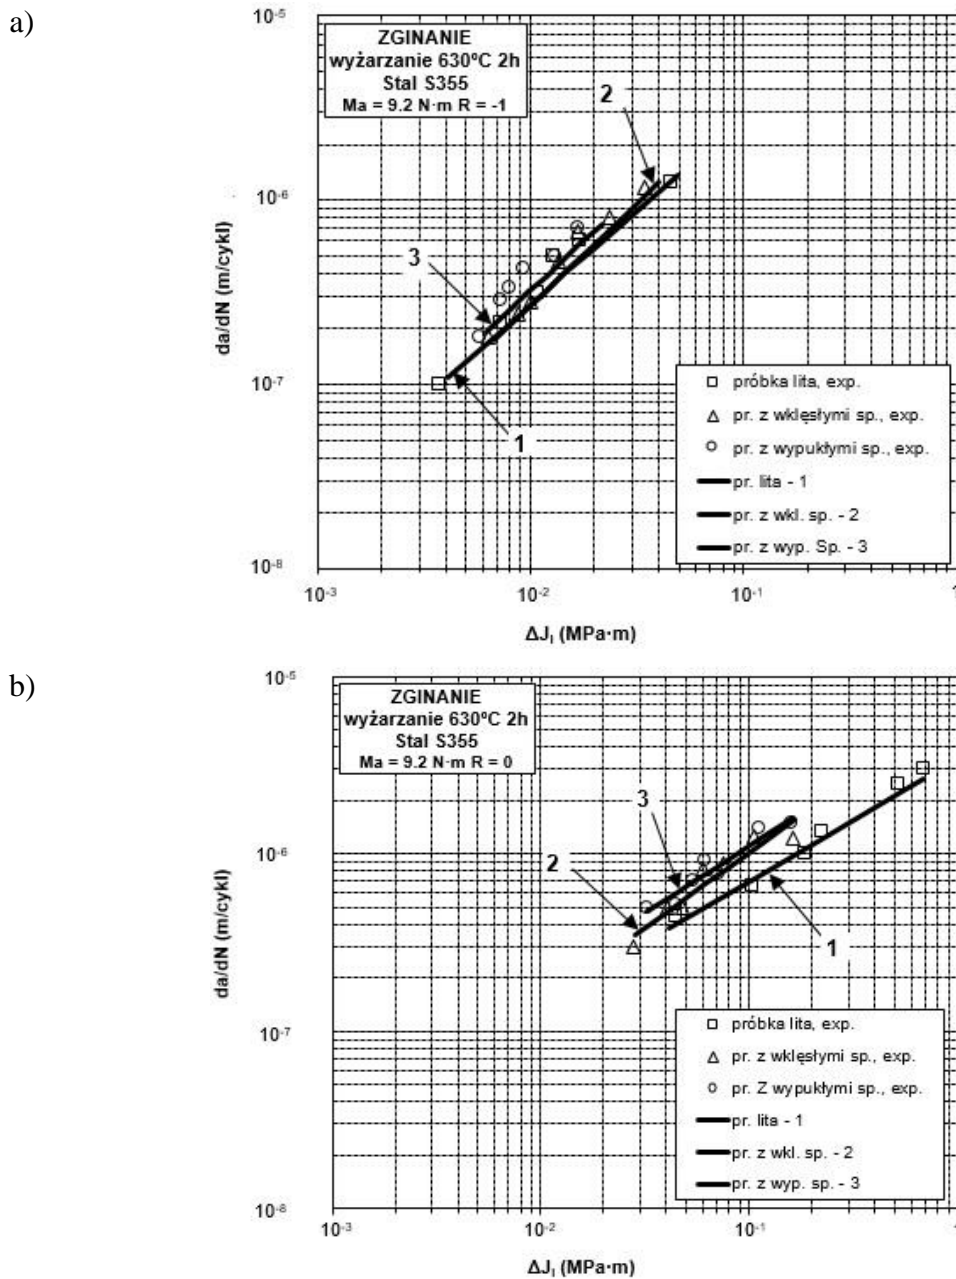 a)
ZGINANIE
wyżarzanie 630ºC 2h
Stal S355
Ma = 9.2 N·m R = -1
10-5
10-6
10-7
10-8
da/dN (m/cykl)
2
3
1
próbka lita, exp.
pr. z wklęsłymi sp., exp.
pr. z wypukłymi sp., exp.
pr. lita - 1
pr. z wkl. sp. - 2
pr. z wyp. Sp. - 3
10-3
10-2
10-1
1
ΔJI (MPa·m)
b)
ZGINANIE
wyżarzanie 630ºC 2h
Stal S355
Ma = 9.2 N·m R = 0
10-5
10-6
10-7
10-8
da/dN (m/cykl)
3
2
1
próbka lita, exp.
pr. z wklęsłymi sp., exp.
pr. Z wypukłymi sp., exp.
pr. lita - 1
pr. z wkl. sp. - 2
pr. z wyp. sp. - 3
10-3
10-2
10-1
1
ΔJI (MPa·m)